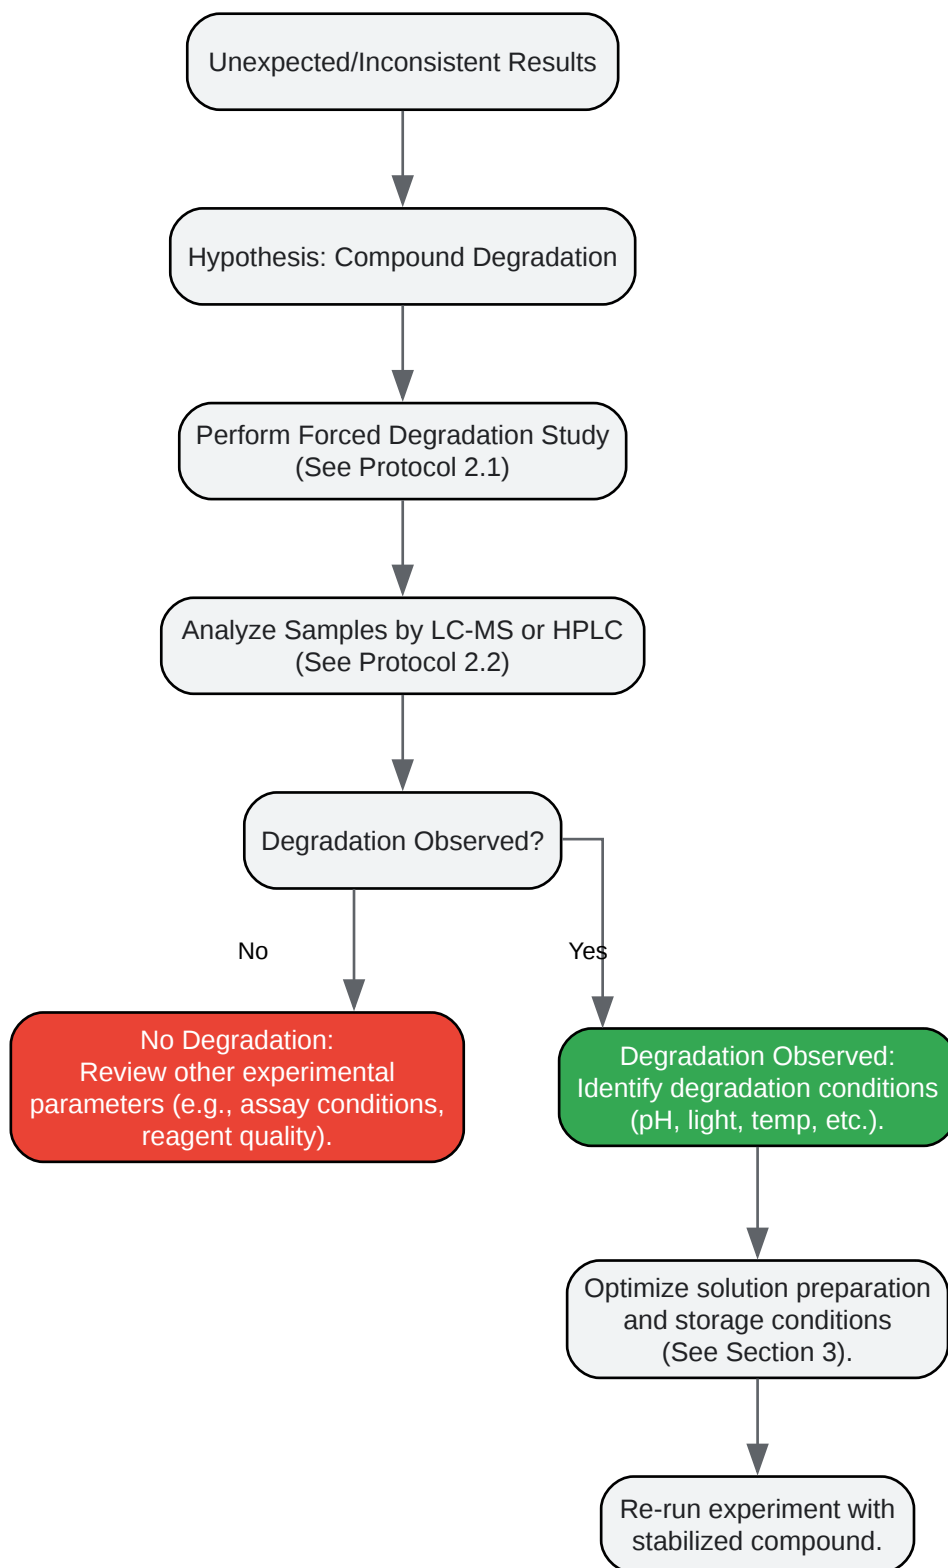 Unexpected/Inconsistent Results
Hypothesis: Compound Degradation
Perform Forced Degradation Study
(See Protocol 2.1)
Analyze Samples by LC-MS or HPLC
(See Protocol 2.2)
Degradation Observed?
No
Yes
No Degradation:
Review other experimental
parameters (e.g., assay conditions,
reagent quality).
Degradation Observed:
Identify degradation conditions
(pH, light, temp, etc.).
Optimize solution preparation
and storage conditions
(See Section 3).
Re-run experiment with
stabilized compound.